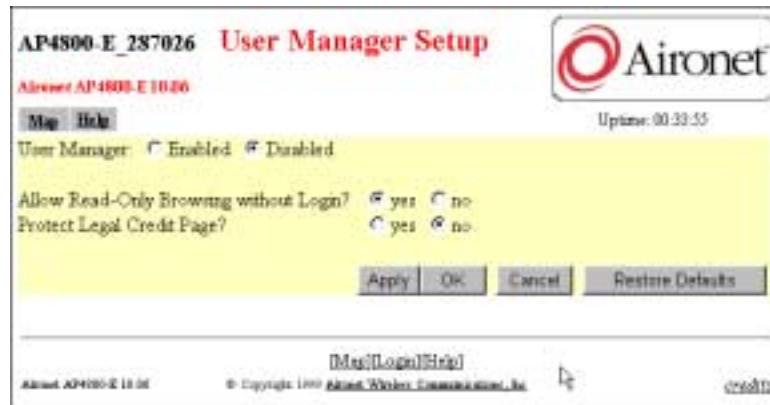 AP4800-E_287026 User Manager Setup
Aironet
Aironet AP4800-E 10.06
Map Help
Uptime: 00:33:55
User Manager: Enabled Disabled
Allow Read-Only Browsing without Login? yes no
Protect Legal Credit Page? yes no
Apply OK Cancel Restore Defaults
[Map][Login][Help]
Aironet AP4800-E 10.06 © Copyright 1999 Aironet Wireless Communications, Inc credits